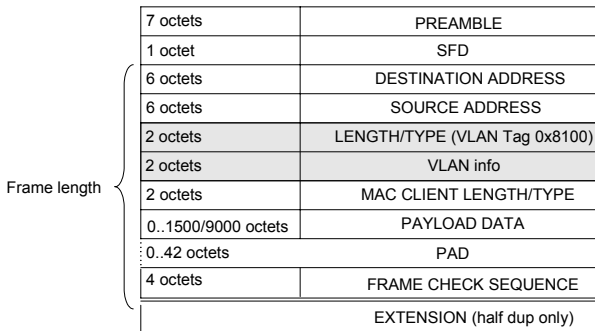 7 octets PREAMBLE
1 octet SFD
6 octets DESTINATION ADDRESS
6 octets SOURCE ADDRESS
2 octets LENGTH/TYPE (VLAN Tag 0x8100)
2 octets VLAN info
Frame length
2 octets MAC CLIENT LENGTH/TYPE
0..1500/9000 octets PAYLOAD DATA
0..42 octets PAD
4 octets FRAME CHECK SEQUENCE
EXTENSION (half dup only)